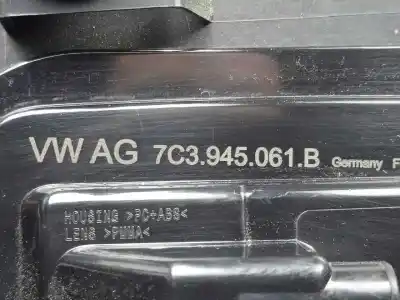 VW AG 7C3.945.061.B Germany F
HOUSING >PC+ABS<
LENS >PMMA<